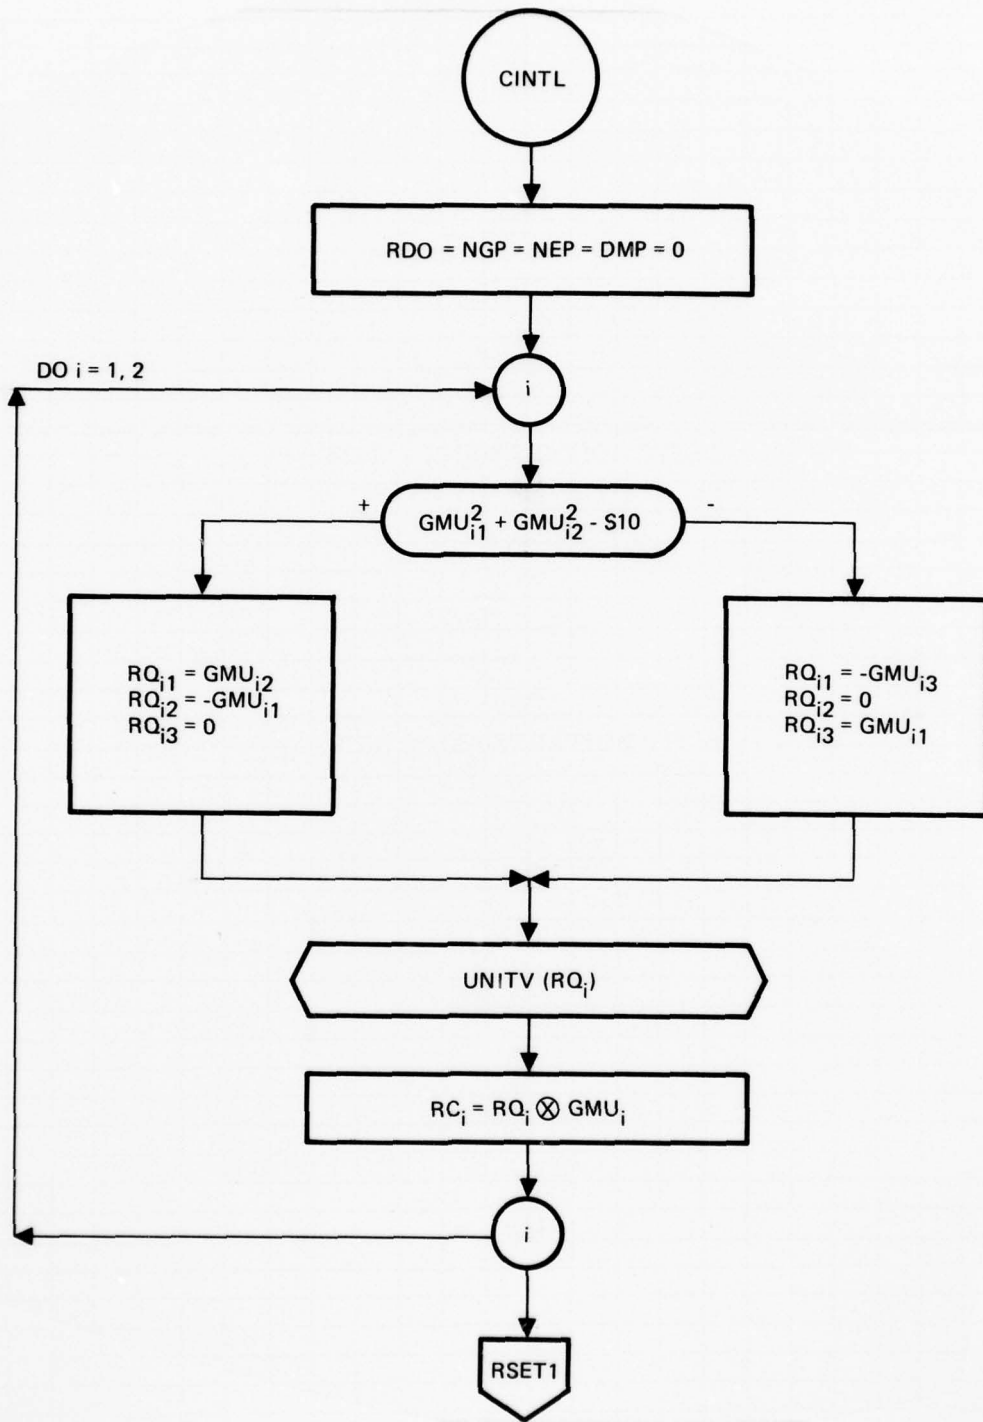 CINTL
RDO = NGP = NEP = DMP = 0
DO i = 1, 2
i
+
GMU²i1 + GMU²i2 - S10
-
RQi1 = GMUi2
RQi2 = -GMUi1
RQi3 = 0
RQi1 = -GMUi3
RQi2 = 0
RQi3 = GMUi1
UNITV (RQi)
RCi = RQi ⊗ GMUi
i
RSET1